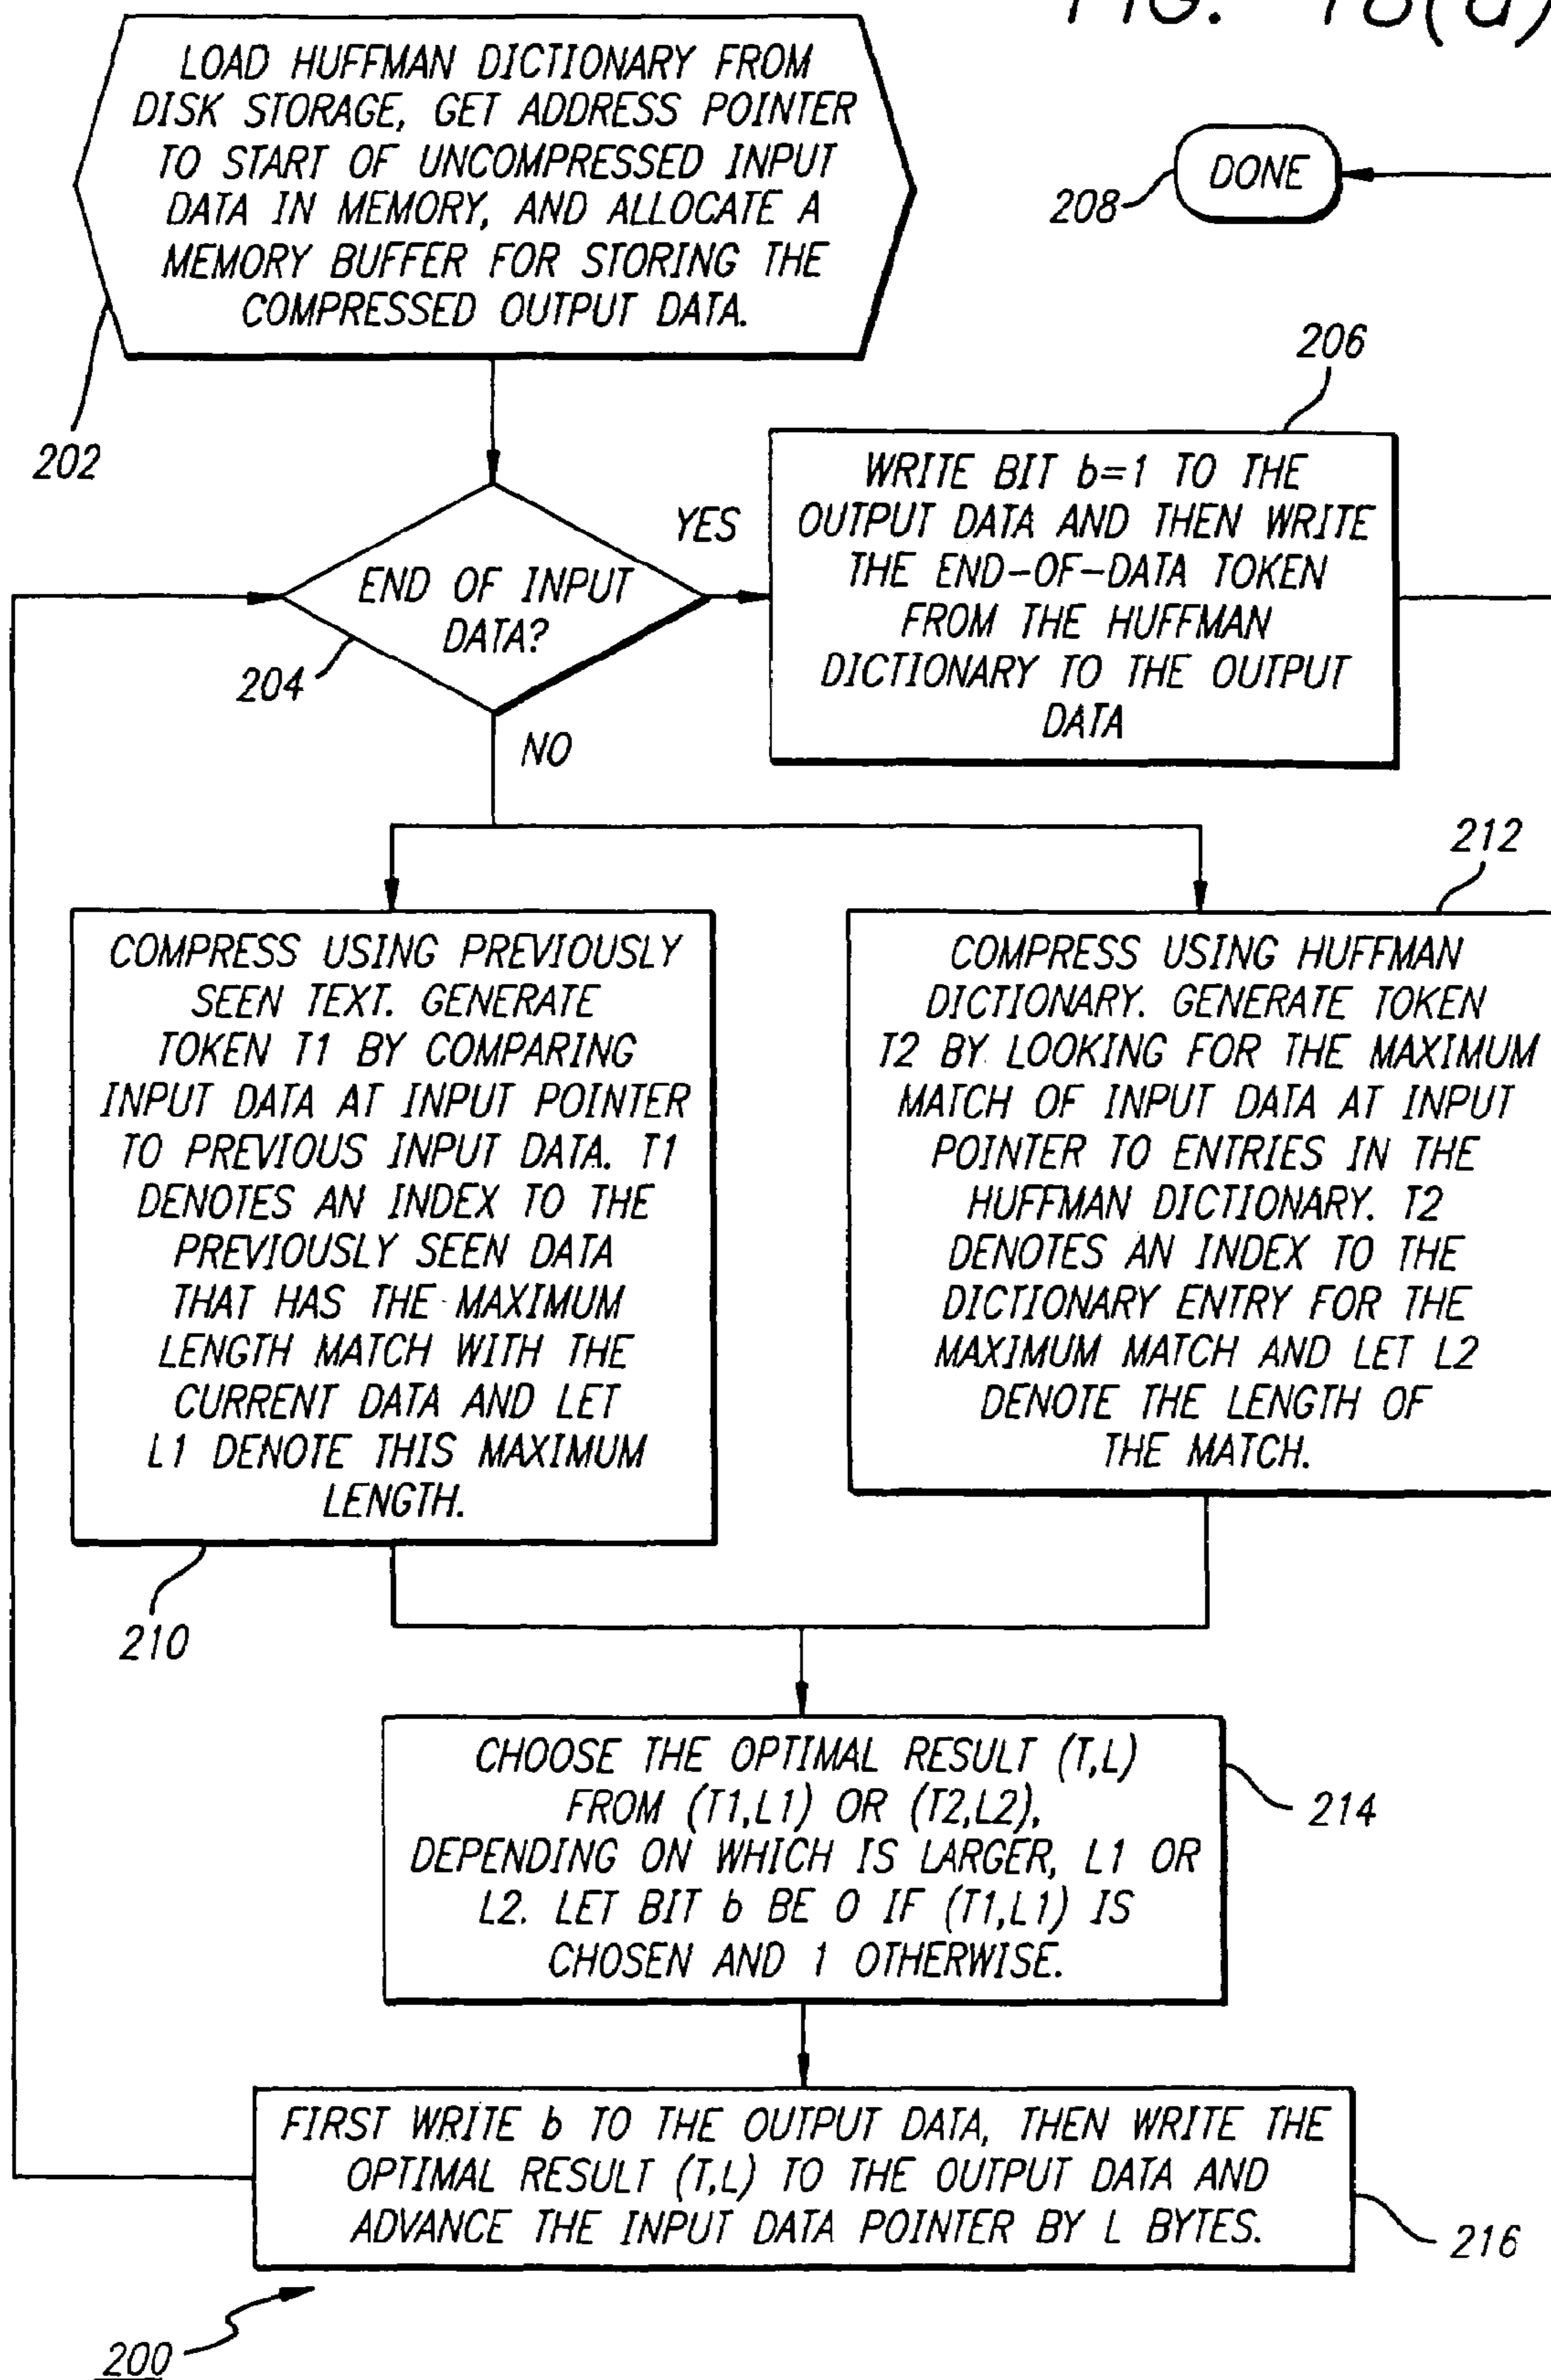 FIG. 18(a)
LOAD HUFFMAN DICTIONARY FROM
DISK STORAGE, GET ADDRESS POINTER
TO START OF UNCOMPRESSED INPUT
DATA IN MEMORY, AND ALLOCATE A
MEMORY BUFFER FOR STORING THE
COMPRESSED OUTPUT DATA.
202
208
DONE
206
WRITE BIT b=1 TO THE
OUTPUT DATA AND THEN WRITE
THE END-OF-DATA TOKEN
FROM THE HUFFMAN
DICTIONARY TO THE OUTPUT
DATA
YES
END OF INPUT
DATA?
204
NO
COMPRESS USING PREVIOUSLY
SEEN TEXT. GENERATE
TOKEN T1 BY COMPARING
INPUT DATA AT INPUT POINTER
TO PREVIOUS INPUT DATA. T1
DENOTES AN INDEX TO THE
PREVIOUSLY SEEN DATA
THAT HAS THE MAXIMUM
LENGTH MATCH WITH THE
CURRENT DATA AND LET
L1 DENOTE THIS MAXIMUM
LENGTH.
210
212
COMPRESS USING HUFFMAN
DICTIONARY. GENERATE TOKEN
T2 BY LOOKING FOR THE MAXIMUM
MATCH OF INPUT DATA AT INPUT
POINTER TO ENTRIES IN THE
HUFFMAN DICTIONARY. T2
DENOTES AN INDEX TO THE
DICTIONARY ENTRY FOR THE
MAXIMUM MATCH AND LET L2
DENOTE THE LENGTH OF
THE MATCH.
CHOOSE THE OPTIMAL RESULT (T,L)
FROM (T1,L1) OR (T2,L2),
DEPENDING ON WHICH IS LARGER, L1 OR
L2. LET BIT b BE 0 IF (T1,L1) IS
CHOSEN AND 1 OTHERWISE.
214
FIRST WRITE b TO THE OUTPUT DATA, THEN WRITE THE
OPTIMAL RESULT (T,L) TO THE OUTPUT DATA AND
ADVANCE THE INPUT DATA POINTER BY L BYTES.
216
200